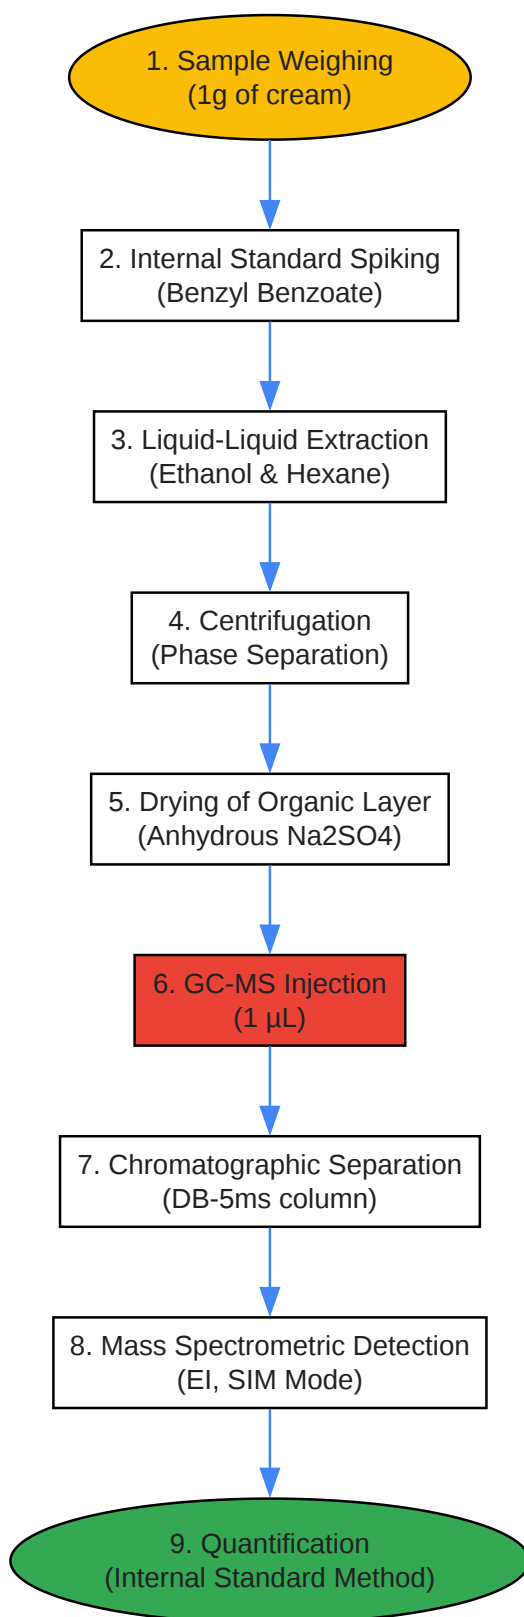 1. Sample Weighing
(1g of cream)
2. Internal Standard Spiking
(Benzyl Benzoate)
3. Liquid-Liquid Extraction
(Ethanol & Hexane)
4. Centrifugation
(Phase Separation)
5. Drying of Organic Layer
(Anhydrous Na2SO4)
6. GC-MS Injection
(1 µL)
7. Chromatographic Separation
(DB-5ms column)
8. Mass Spectrometric Detection
(EI, SIM Mode)
9. Quantification
(Internal Standard Method)